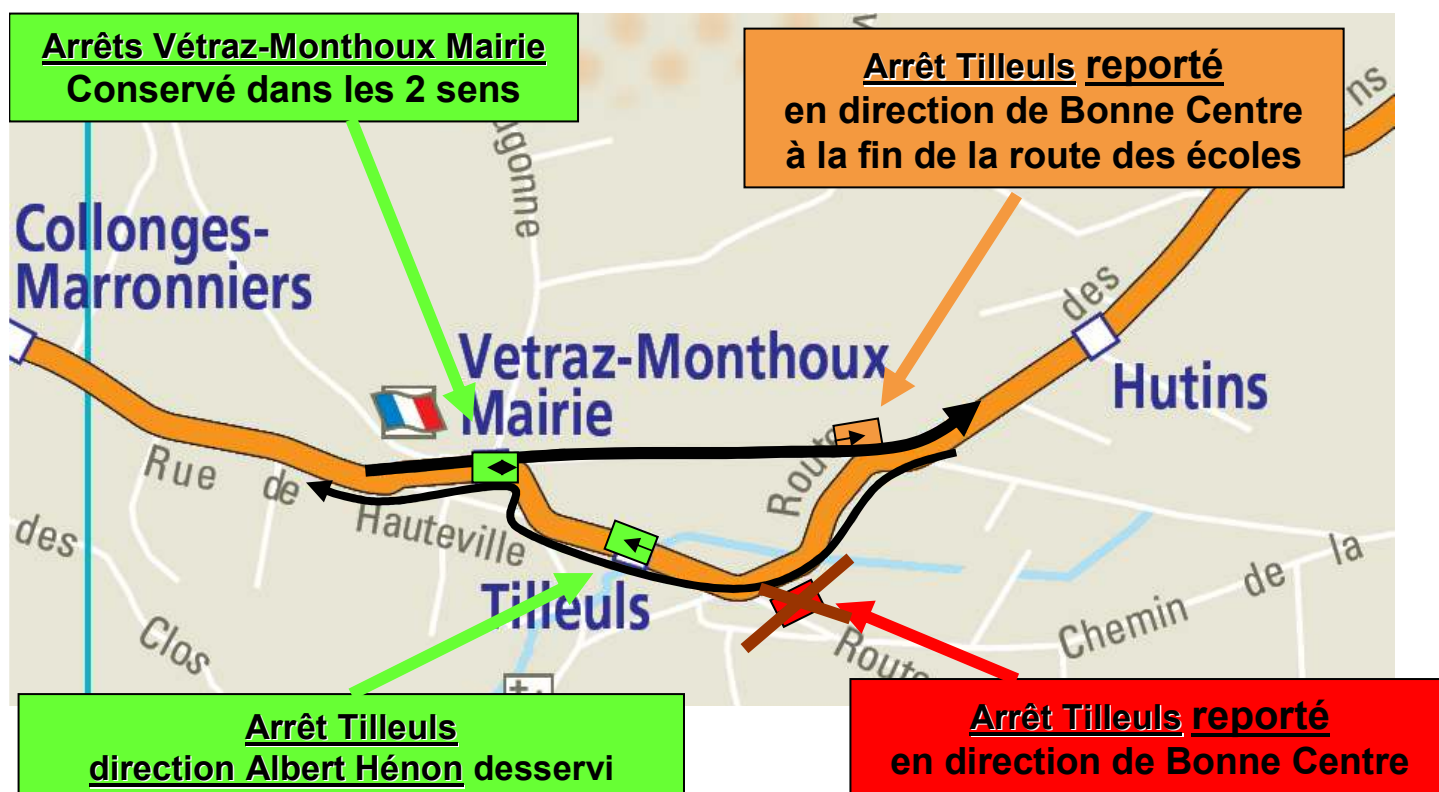 Arrêts Vétraz-Monthoux Mairie
Conservé dans les 2 sens
Arrêt Tilleuls reporté
en direction de Bonne Centre
à la fin de la route des écoles
Collonges-
Marronniers
Vetraz-Monthoux
Mairie
Hutins
des
Rue de
Hauteville
Route
des
Tilleuls
Clos
Chemin de la
Route
Arrêt Tilleuls
direction Albert Hénon desservi
Arrêt Tilleuls reporté
en direction de Bonne Centre